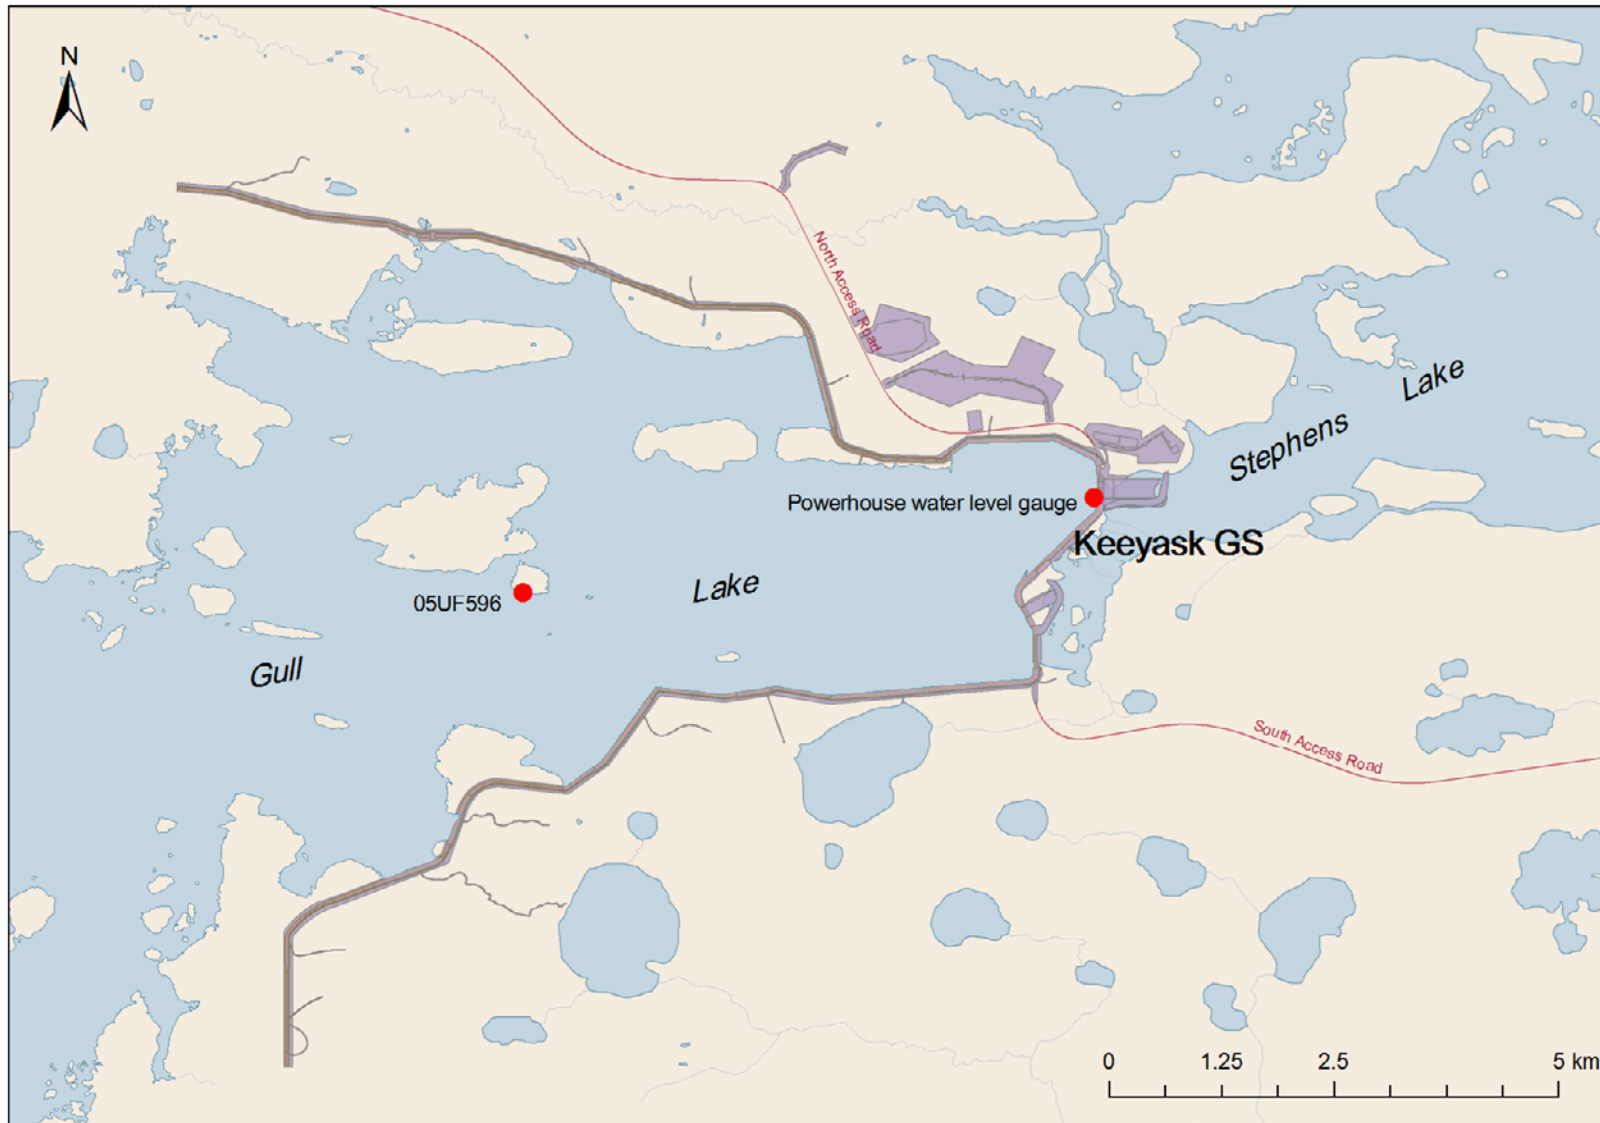 N
North Access Road
Stephens Lake
Powerhouse water level gauge
Keeyask GS
05UF596
Gull Lake
South Access Road
0 1.25 2.5 5 km